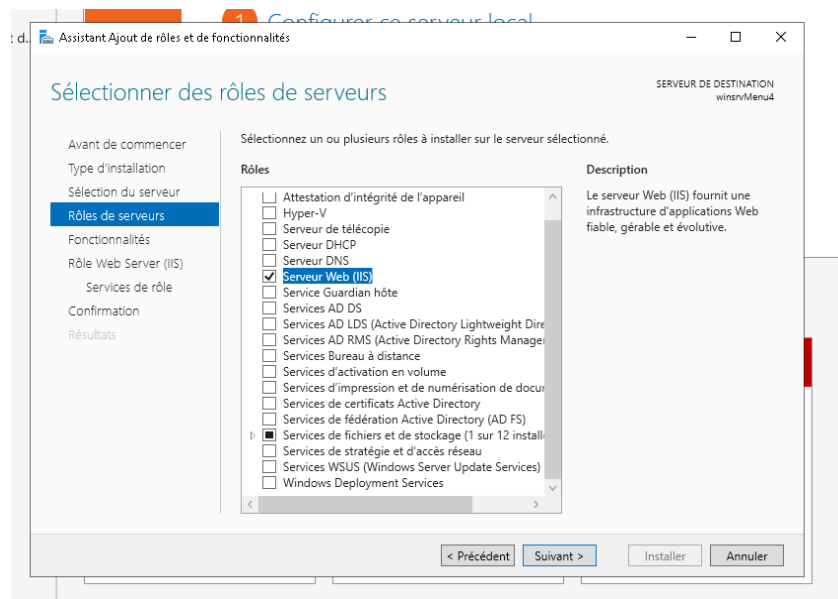 1 Configurer ce serveur local
t d...
Assistant Ajout de rôles et de fonctionnalités
Sélectionner des rôles de serveurs
SERVEUR DE DESTINATION
winsrvMenu4
Avant de commencer
Type d'installation
Sélection du serveur
Rôles de serveurs
Fonctionnalités
Rôle Web Server (IIS)
Services de rôle
Confirmation
Résultats
Sélectionnez un ou plusieurs rôles à installer sur le serveur sélectionné.
Rôles
Attestation d'intégrité de l'appareil
Hyper-V
Serveur de télécopie
Serveur DHCP
Serveur DNS
Serveur Web (IIS)
Service Guardian hôte
Services AD DS
Services AD LDS (Active Directory Lightweight Dire
Services AD RMS (Active Directory Rights Manage
Services Bureau à distance
Services d'activation en volume
Services d'impression et de numérisation de docu
Services de certificats Active Directory
Services de fédération Active Directory (AD FS)
Services de fichiers et de stockage (1 sur 12 install
Services de stratégie et d'accès réseau
Services WSUS (Windows Server Update Services)
Windows Deployment Services
Description
Le serveur Web (IIS) fournit une
infrastructure d'applications Web
fiable, gérable et évolutive.
< Précédent
Suivant >
Installer
Annuler